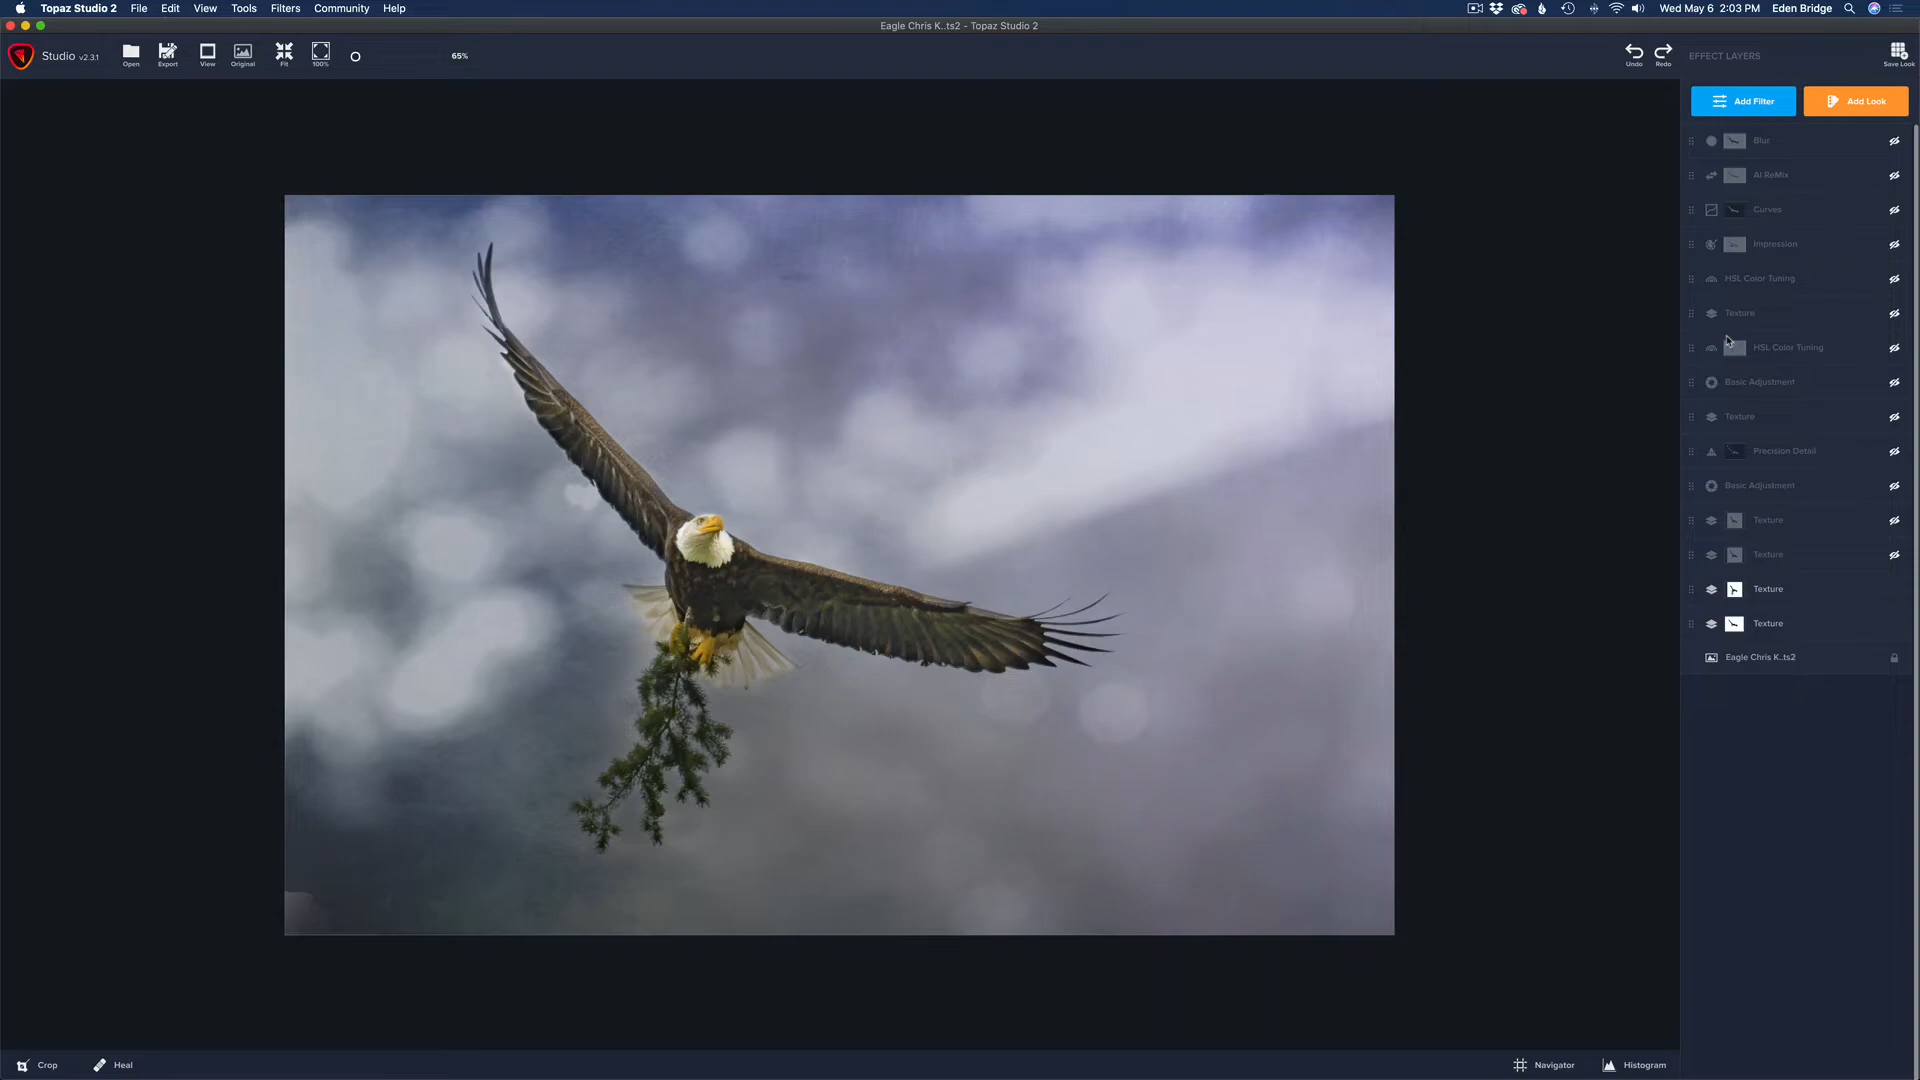 Topaz Studio 2 File Edit View Tools Filters Community Help Wed May 6 2:03 PM Eden Bridge
Eagle Chris K..ts2 - Topaz Studio 2
Studio v2.3.1 Open Export View Original Fit 100% 65% Undo Redo EFFECT LAYERS Save Look
Add Filter Add Look
Blur
AI ReMix
Curves
Impression
HSL Color Tuning
Texture
HSL Color Tuning
Basic Adjustment
Texture
Precision Detail
Basic Adjustment
Texture
Texture
Texture
Texture
Eagle Chris K..ts2
Crop Heal Navigator Histogram